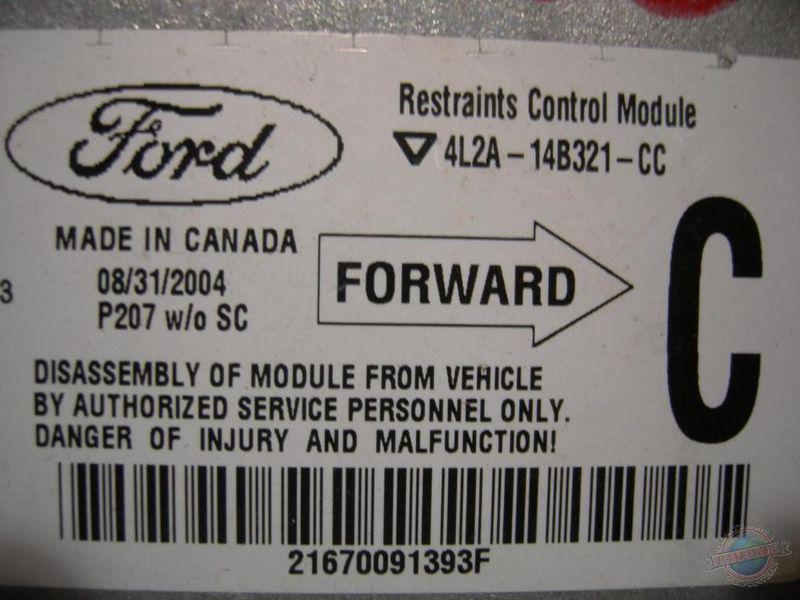 Ford
Restraints Control Module
4L2A-14B321-CC
MADE IN CANADA
08/31/2004
3
P207 w/o SC
FORWARD
C
DISASSEMBLY OF MODULE FROM VEHICLE
BY AUTHORIZED SERVICE PERSONNEL ONLY.
DANGER OF INJURY AND MALFUNCTION!
21670091393F